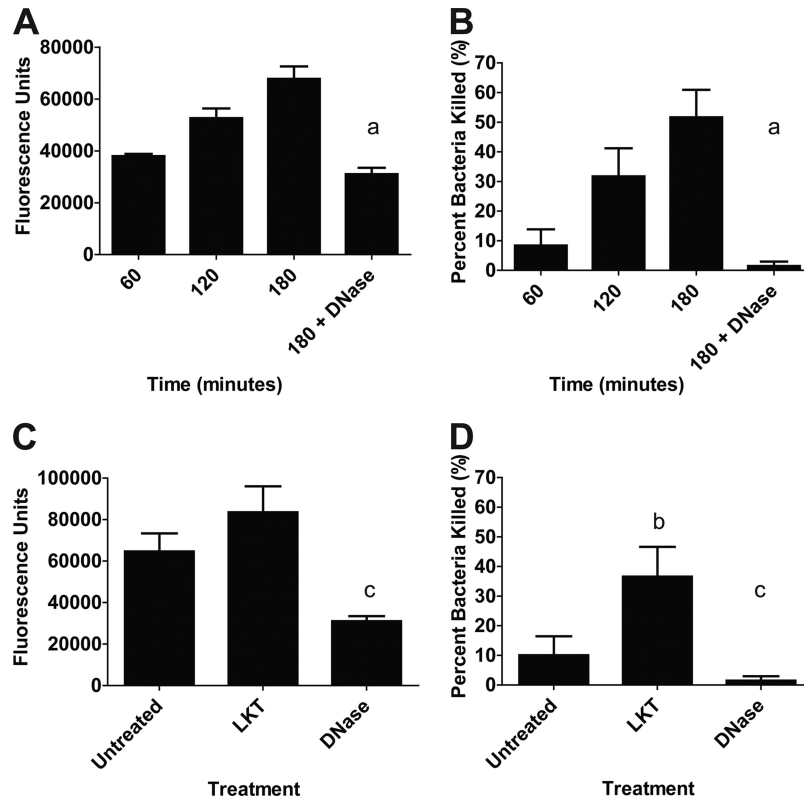 A
Fluorescence Units
80000
60000
40000
20000
0
a
60
120
180
180 + DNase
Time (minutes)
B
Percent Bacteria Killed (%)
70
60
50
40
30
20
10
0
a
60
120
180
180 + DNase
Time (minutes)
C
Fluorescence Units
100000
80000
60000
40000
20000
0
c
Untreated
LKT
DNase
Treatment
D
Percent Bacteria Killed (%)
70
60
50
40
30
20
10
0
b
c
Untreated
LKT
DNase
Treatment